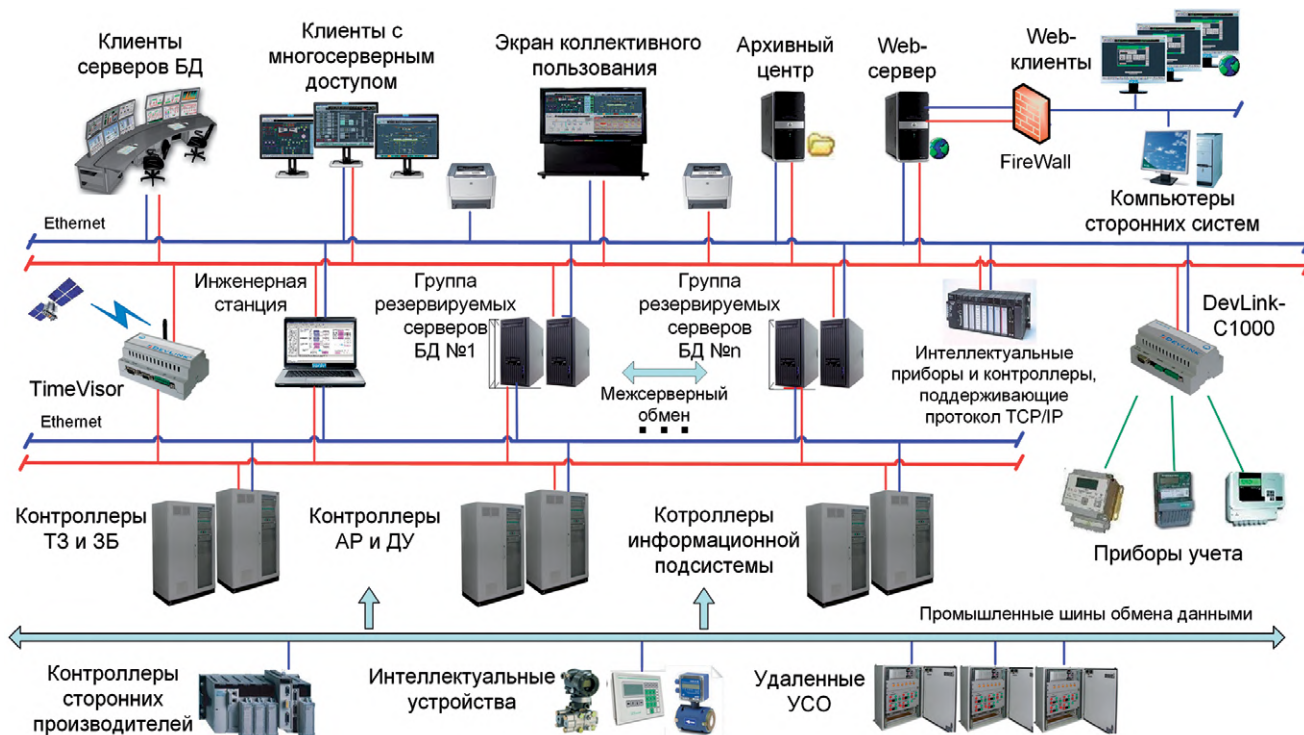 Клиенты
серверов БД
Клиенты с
многосерверным
доступом
Экран коллективного
пользования
Архивный
центр
Web-
сервер
Web-
клиенты
FireWall
Компьютеры
сторонних систем
Ethernet
Инженерная
станция
Группа
резервируемых
серверов
БД №1
Группа
резервируемых
серверов
БД №n
DevLink-
C1000
TimeVisor
Межсерверный
обмен
Интеллектуальные
приборы и контроллеры,
поддерживающие
протокол TCP/IP
Ethernet
Контроллеры
ТЗ и ЗБ
Контроллеры
АР и ДУ
Котроллеры
информационной
подсистемы
Приборы учета
Промышленные шины обмена данными
Контроллеры
сторонних
производителей
Интеллектуальные
устройства
Удаленные
УСО